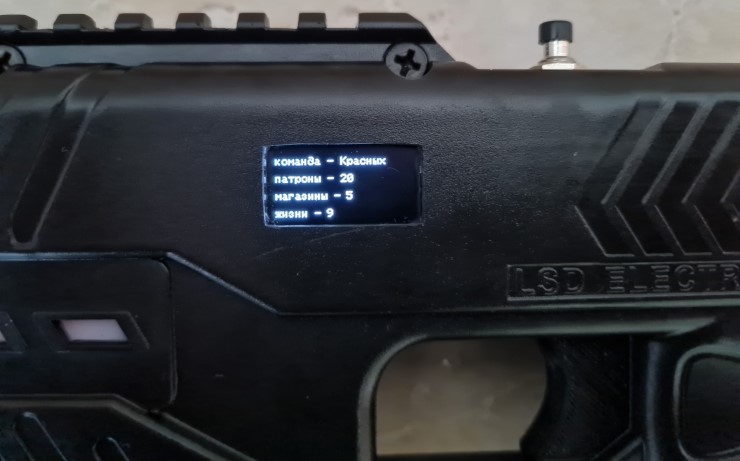 команда - Красных
патроны - 20
магазины - 5
жизни - 9
LSD ELECTR